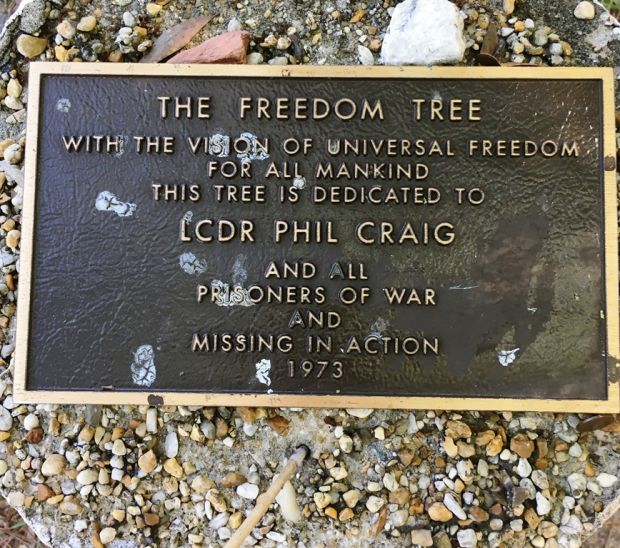 THE FREEDOM TREE
WITH THE VISION OF UNIVERSAL FREEDOM
FOR ALL MANKIND
THIS TREE IS DEDICATED TO
LCDR PHIL CRAIG
AND ALL
PRISONERS OF WAR
AND
MISSING IN ACTION
1973